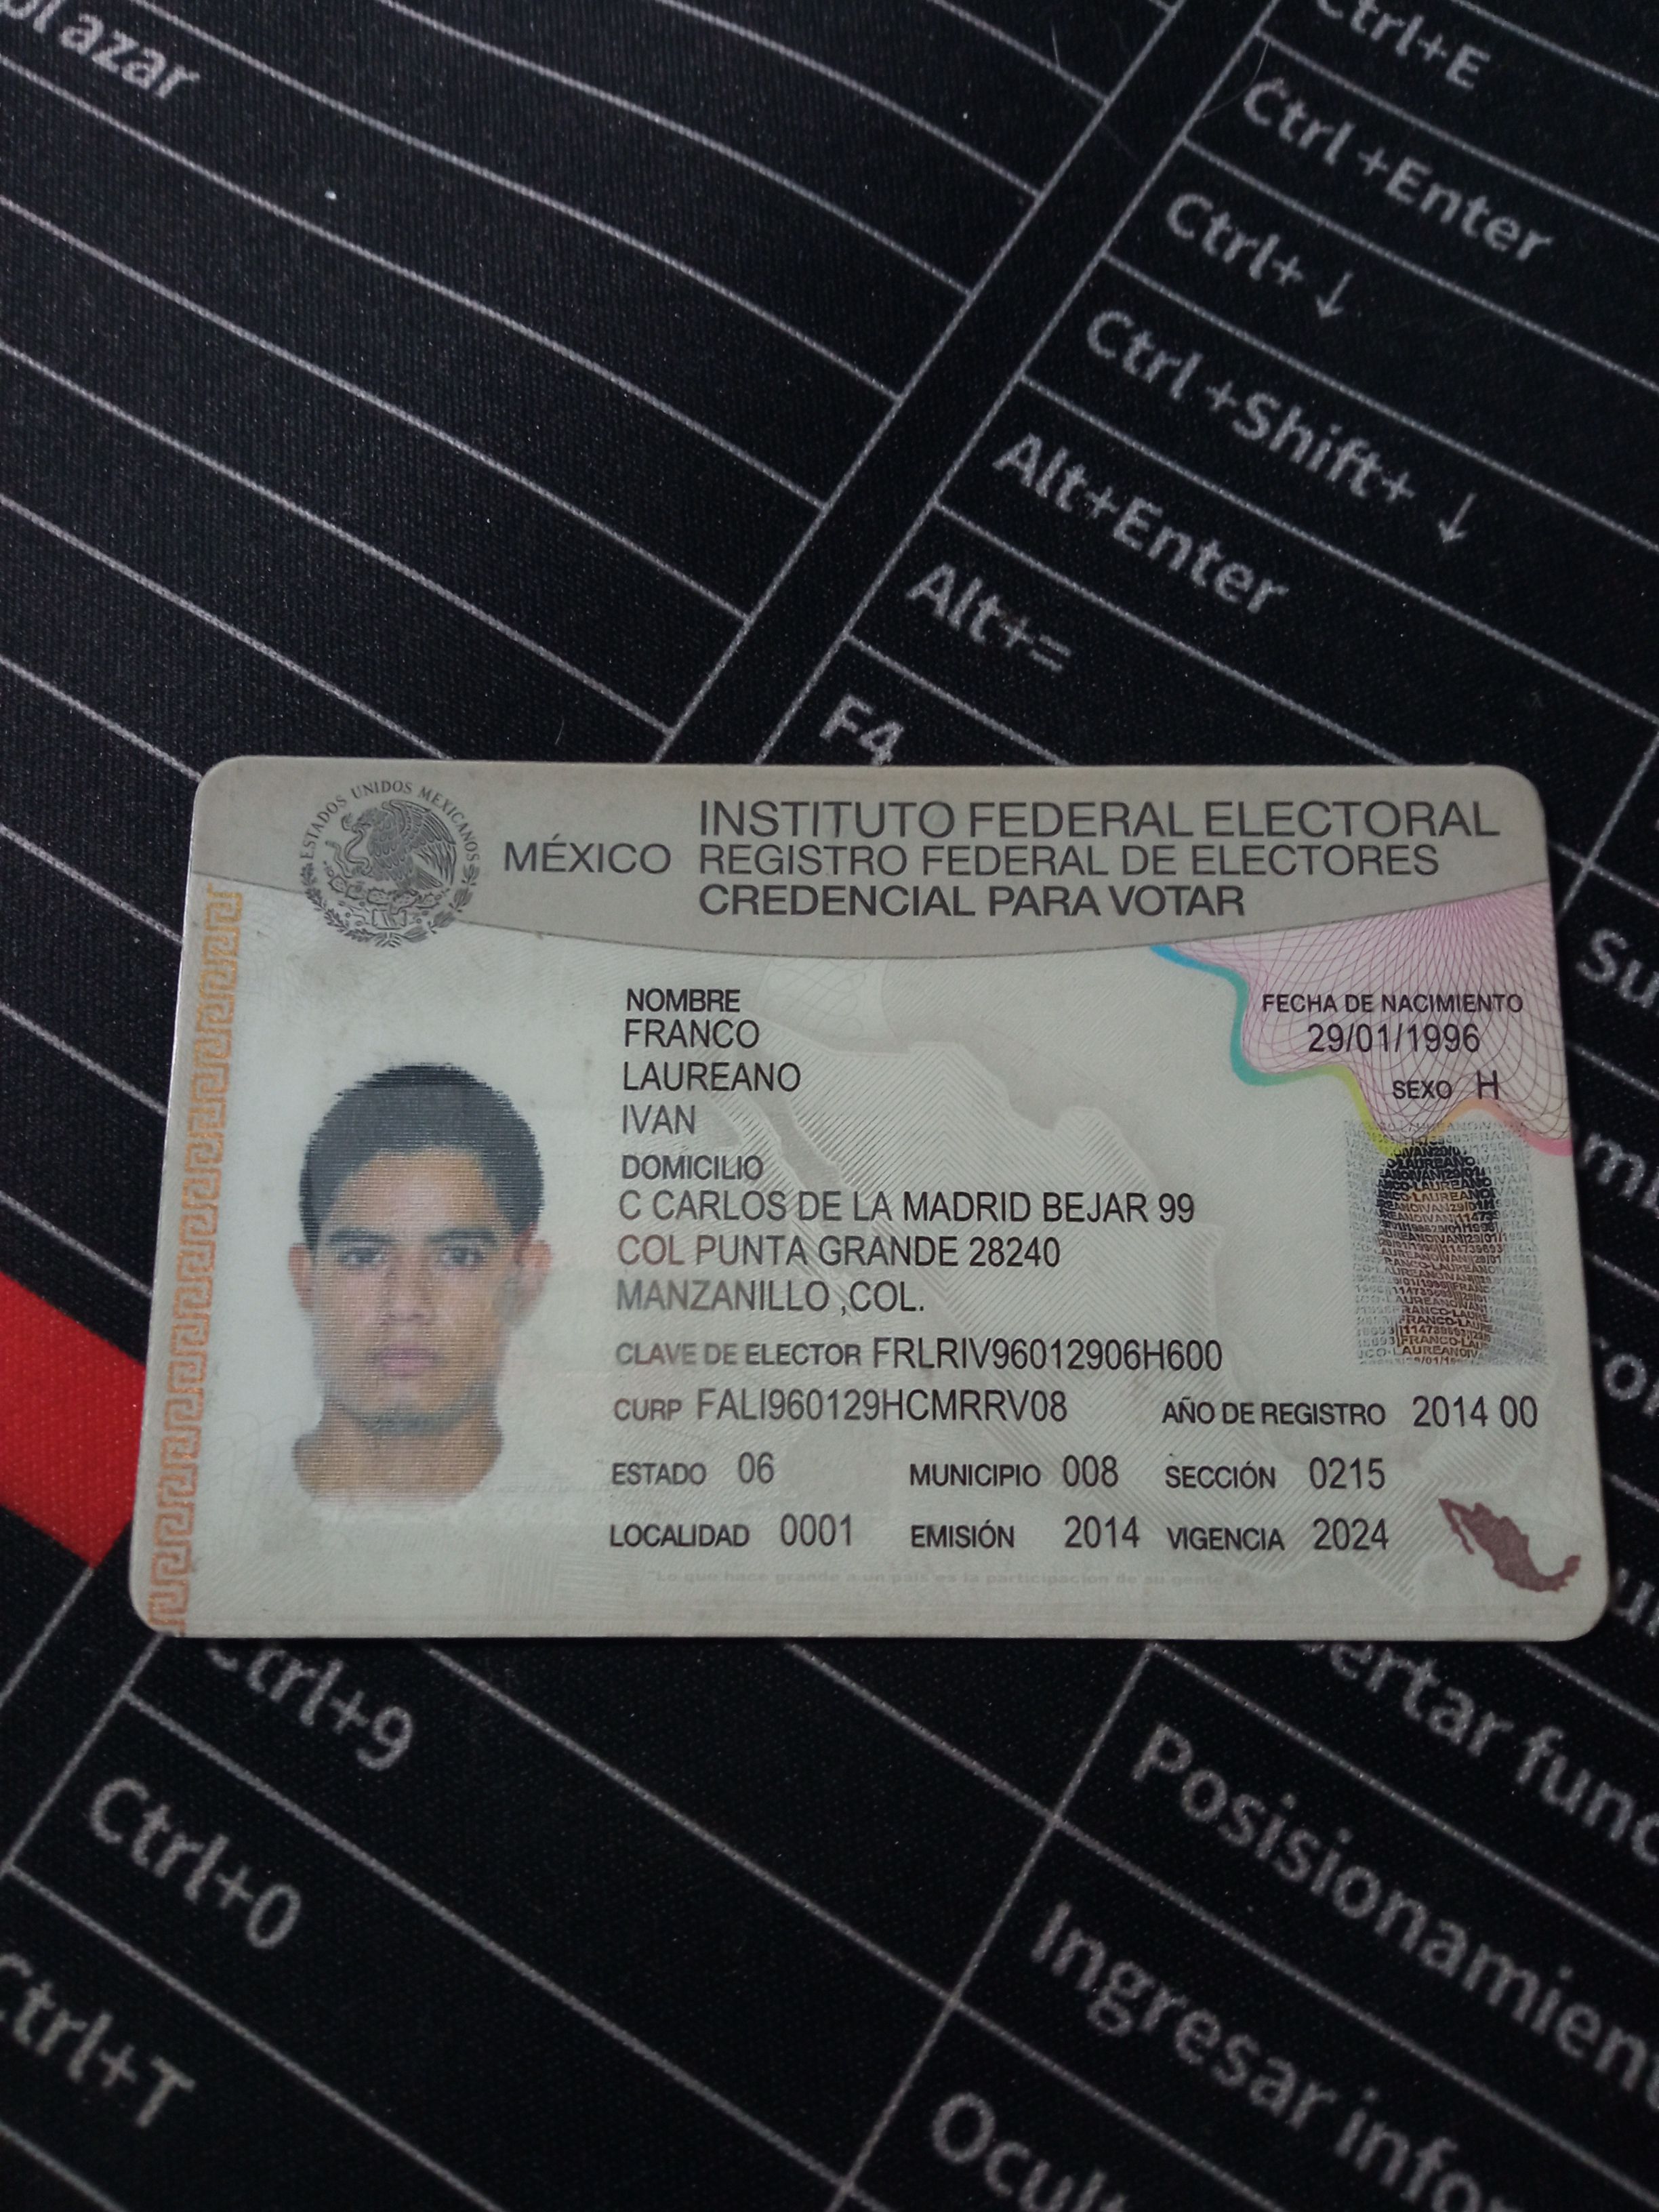 azar
Ctrl+E
Ctrl+Enter
Ctrl+ ↓
Ctrl+Shift+ ↓
Alt+Enter
Alt+=
F4
ESTADOS UNIDOS MEXICANOS
MÉXICO
INSTITUTO FEDERAL ELECTORAL
REGISTRO FEDERAL DE ELECTORES
CREDENCIAL PARA VOTAR
NOMBRE
FRANCO
LAUREANO
IVAN
FECHA DE NACIMIENTO
29/01/1996
SEXO H
DOMICILIO
C CARLOS DE LA MADRID BEJAR 99
COL PUNTA GRANDE 28240
MANZANILLO ,COL.
CLAVE DE ELECTOR FRLRIV96012906H600
CURP FALI960129HCMRRV08 AÑO DE REGISTRO 2014 00
ESTADO 06 MUNICIPIO 008 SECCIÓN 0215
LOCALIDAD 0001 EMISIÓN 2014 VIGENCIA 2024
"Lo que hace grande a un país es la participación de su gente"
Su
Ctrl+9
Ctrl+0
Ctrl+T
ertar func
Posisionamien
Ingresar info
Ocult